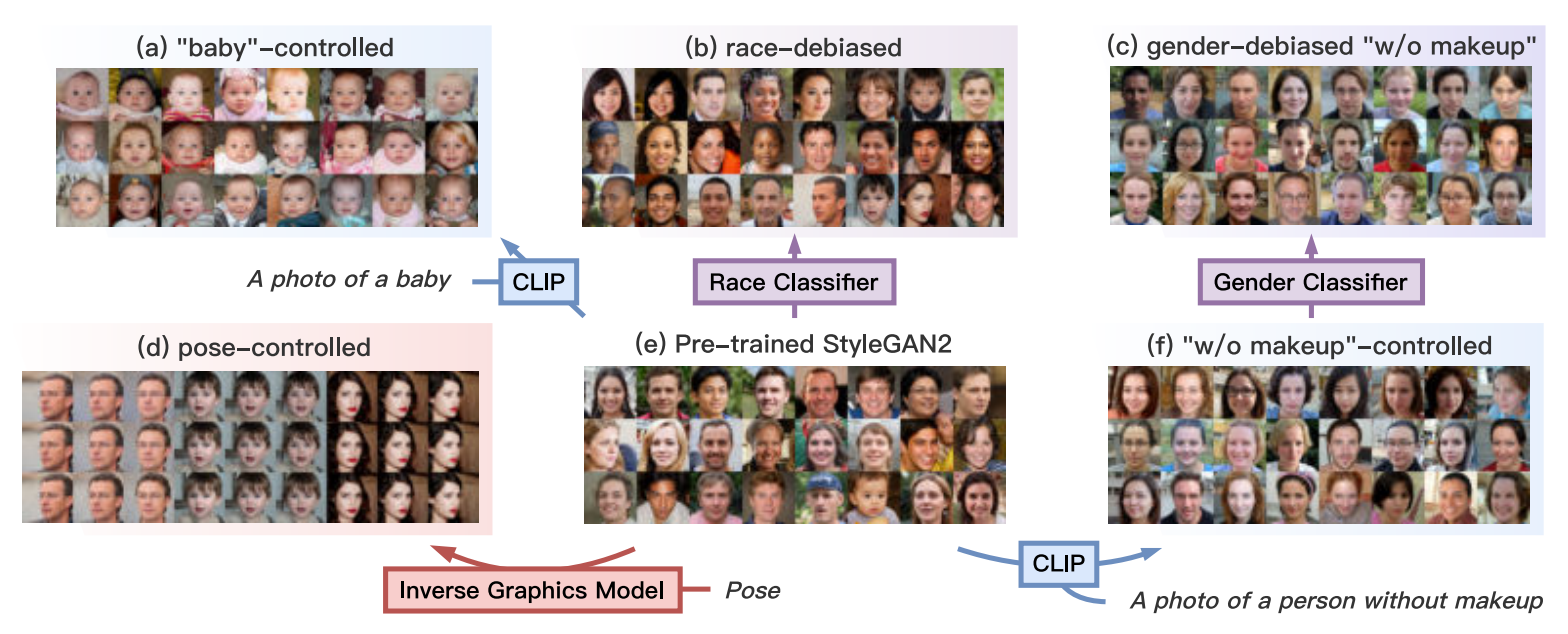 (a) "baby"-controlled
(b) race-debiased
(c) gender-debiased "w/o makeup"
A photo of a baby
CLIP
Race Classifier
Gender Classifier
(d) pose-controlled
(e) Pre-trained StyleGAN2
(f) "w/o makeup"-controlled
Inverse Graphics Model
Pose
CLIP
A photo of a person without makeup